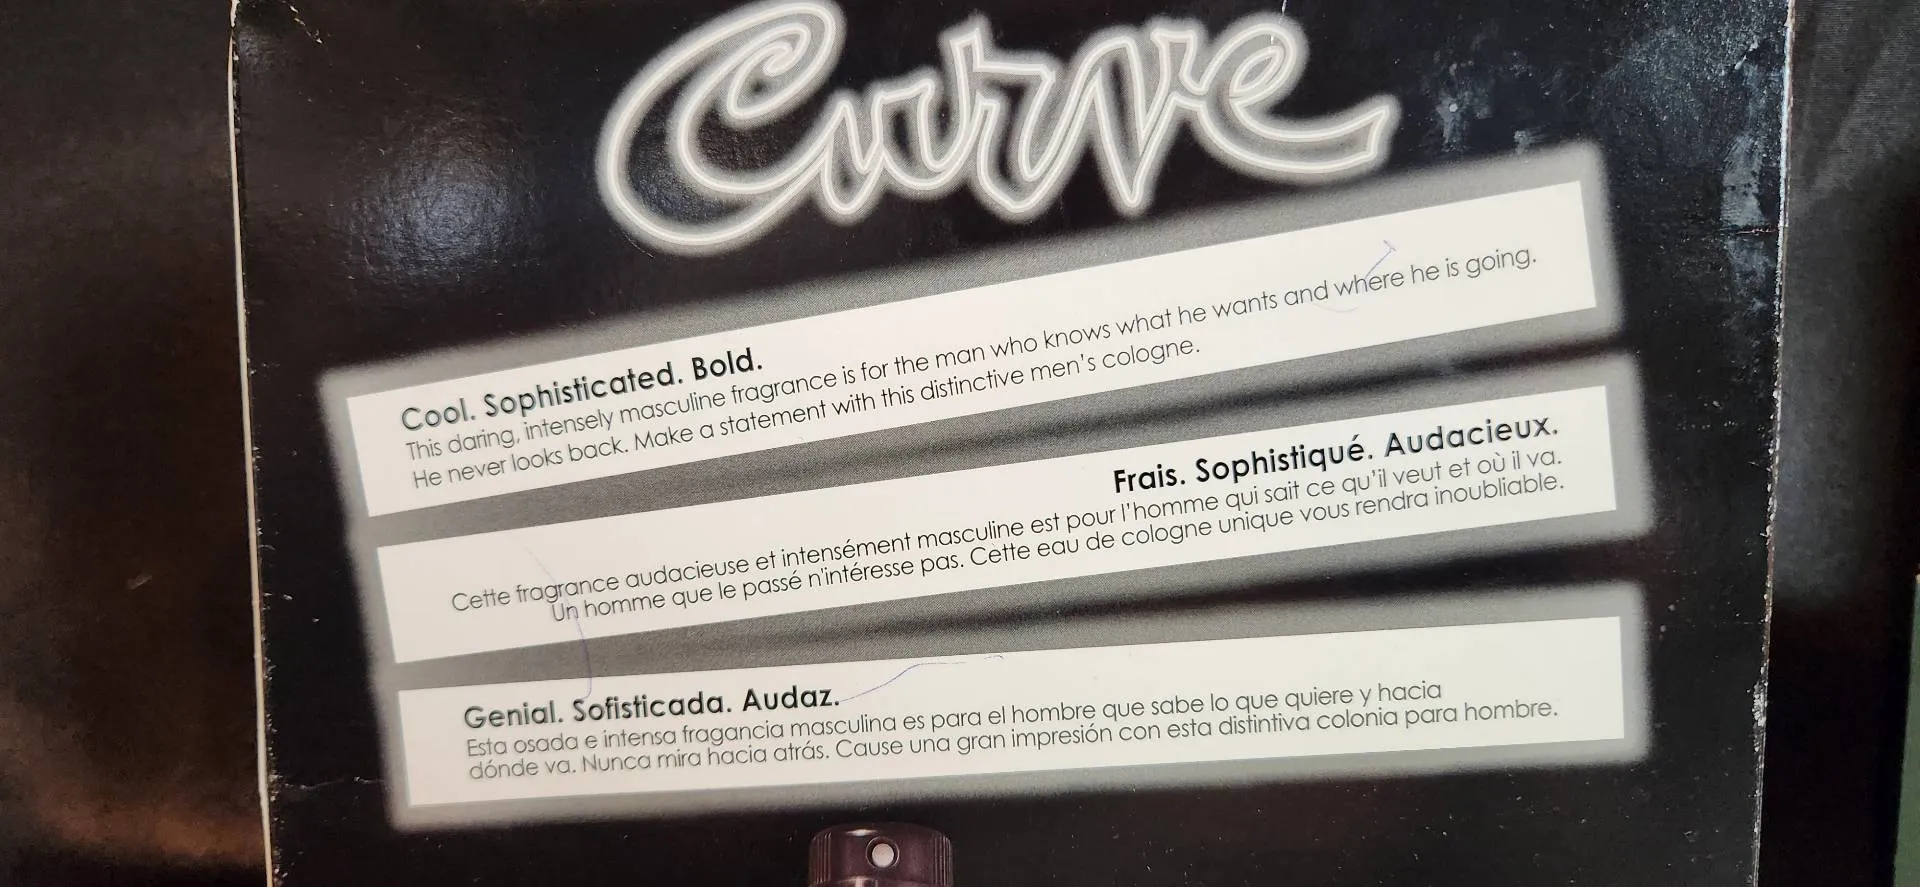 Curve
Cool. Sophisticated. Bold.
This daring, intensely masculine fragrance is for the man who knows what he wants and where he is going.
He never looks back. Make a statement with this distinctive men's cologne.
Frais. Sophistiqué. Audacieux.
Cette fragrance audacieuse et intensément masculine est pour l'homme qui sait ce qu'il veut et où il va.
Un homme que le passé n'intéresse pas. Cette eau de cologne unique vous rendra inoubliable.
Genial. Sofisticada. Audaz.
Esta osada e intensa fragancia masculina es para el hombre que sabe lo que quiere y hacia
dónde va. Nunca mira hacia atrás. Cause una gran impresión con esta distintiva colonia para hombre.